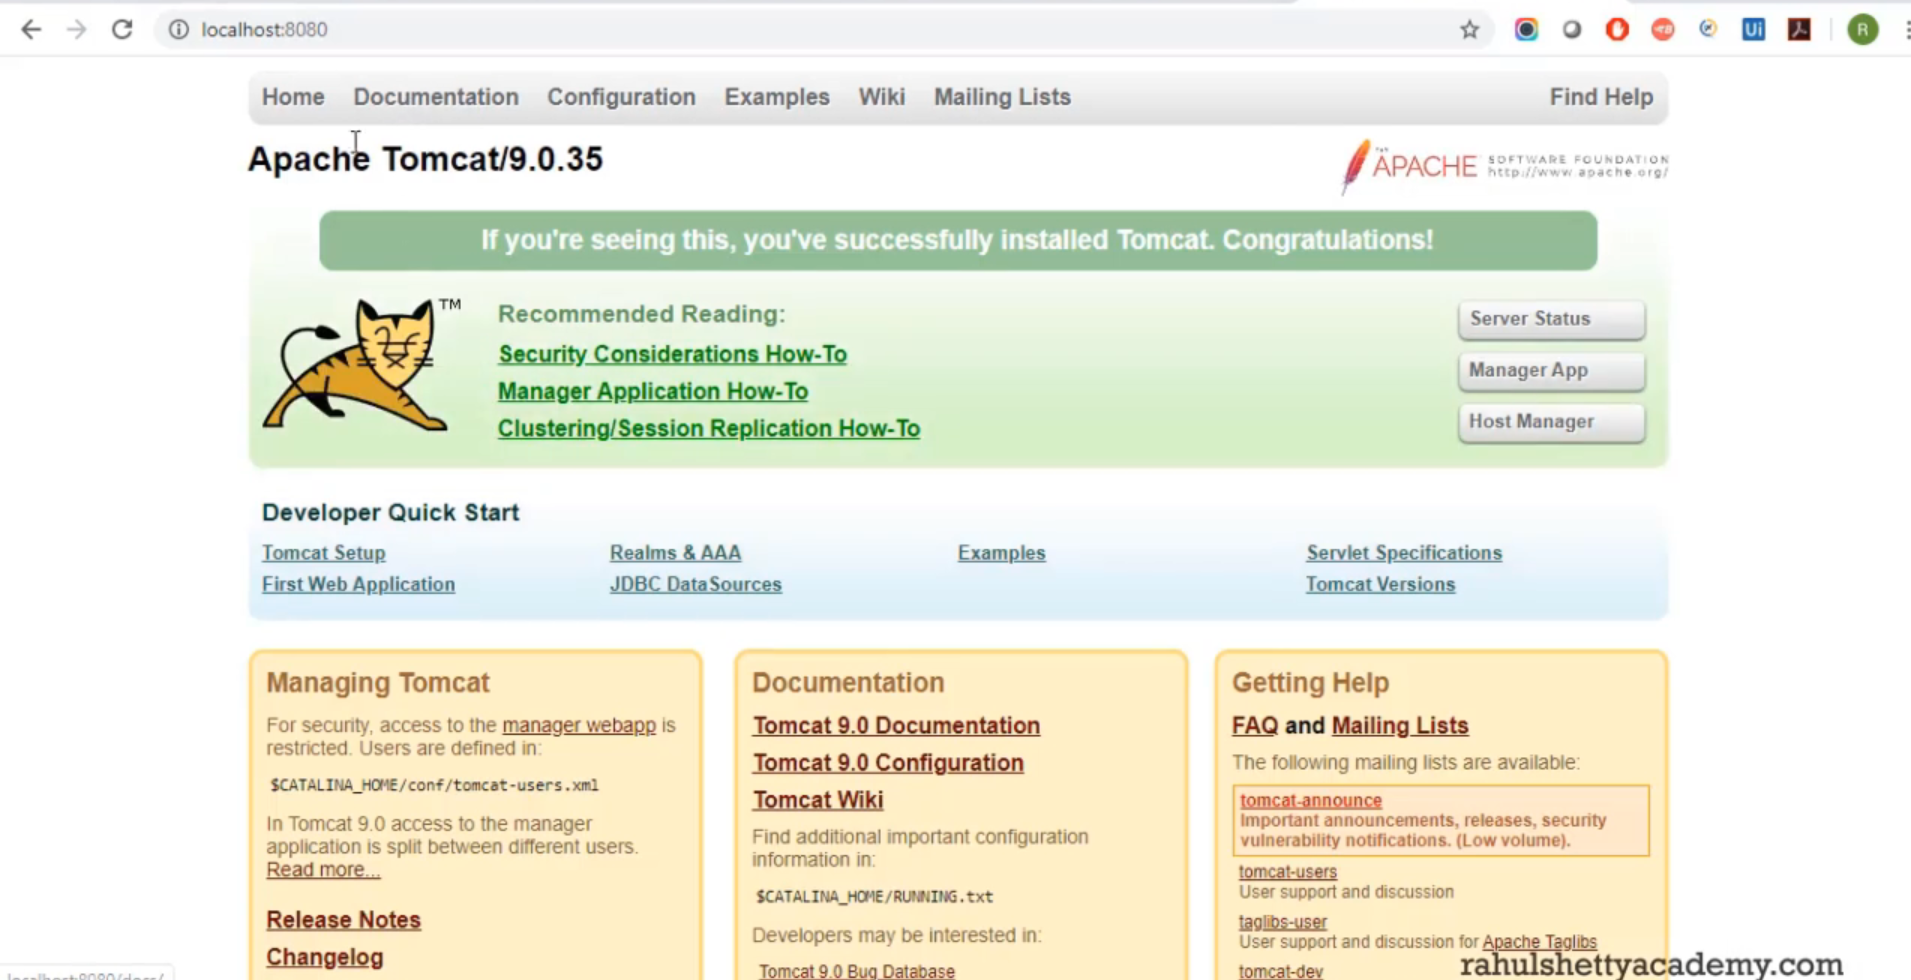 localhost:8080
Ui
R
Home Documentation Configuration Examples Wiki Mailing Lists Find Help
Apache Tomcat/9.0.35
THE APACHE SOFTWARE FOUNDATION
http://www.apache.org/
If you're seeing this, you've successfully installed Tomcat. Congratulations!
TM
Recommended Reading:
Security Considerations How-To
Manager Application How-To
Clustering/Session Replication How-To
Server Status
Manager App
Host Manager
Developer Quick Start
Tomcat Setup
First Web Application
Realms & AAA
JDBC DataSources
Examples
Servlet Specifications
Tomcat Versions
Managing Tomcat
For security, access to the manager webapp is
restricted. Users are defined in:
$CATALINA_HOME/conf/tomcat-users.xml
In Tomcat 9.0 access to the manager
application is split between different users.
Read more...
Release Notes
Changelog
Documentation
Tomcat 9.0 Documentation
Tomcat 9.0 Configuration
Tomcat Wiki
Find additional important configuration
information in:
$CATALINA_HOME/RUNNING.txt
Developers may be interested in:
Tomcat 9.0 Bug Database
Getting Help
FAQ and Mailing Lists
The following mailing lists are available:
tomcat-announce
Important announcements, releases, security
vulnerability notifications. (Low volume).
tomcat-users
User support and discussion
taglibs-user
User support and discussion for Apache Taglibs
tomcat-dev
localhost:8080/docs/
rahulshettyacademy.com